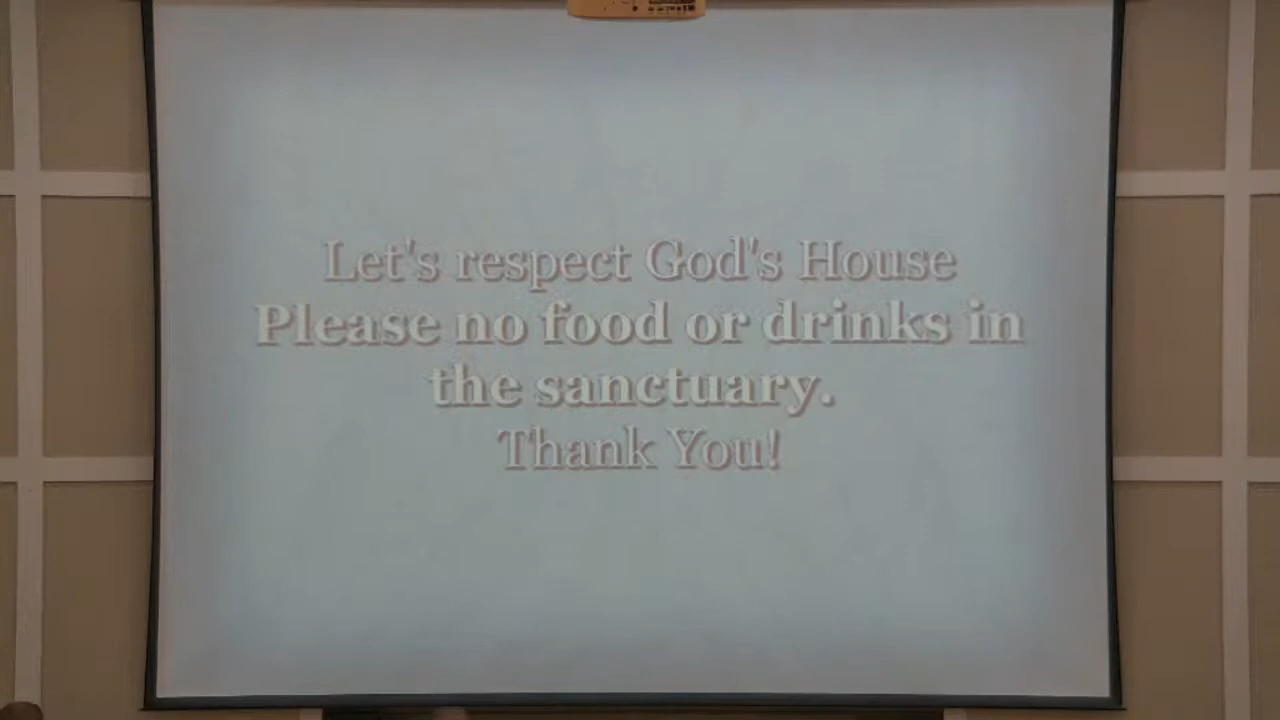 Let's respect God's House
Please no food or drinks in
the sanctuary.
Thank You!